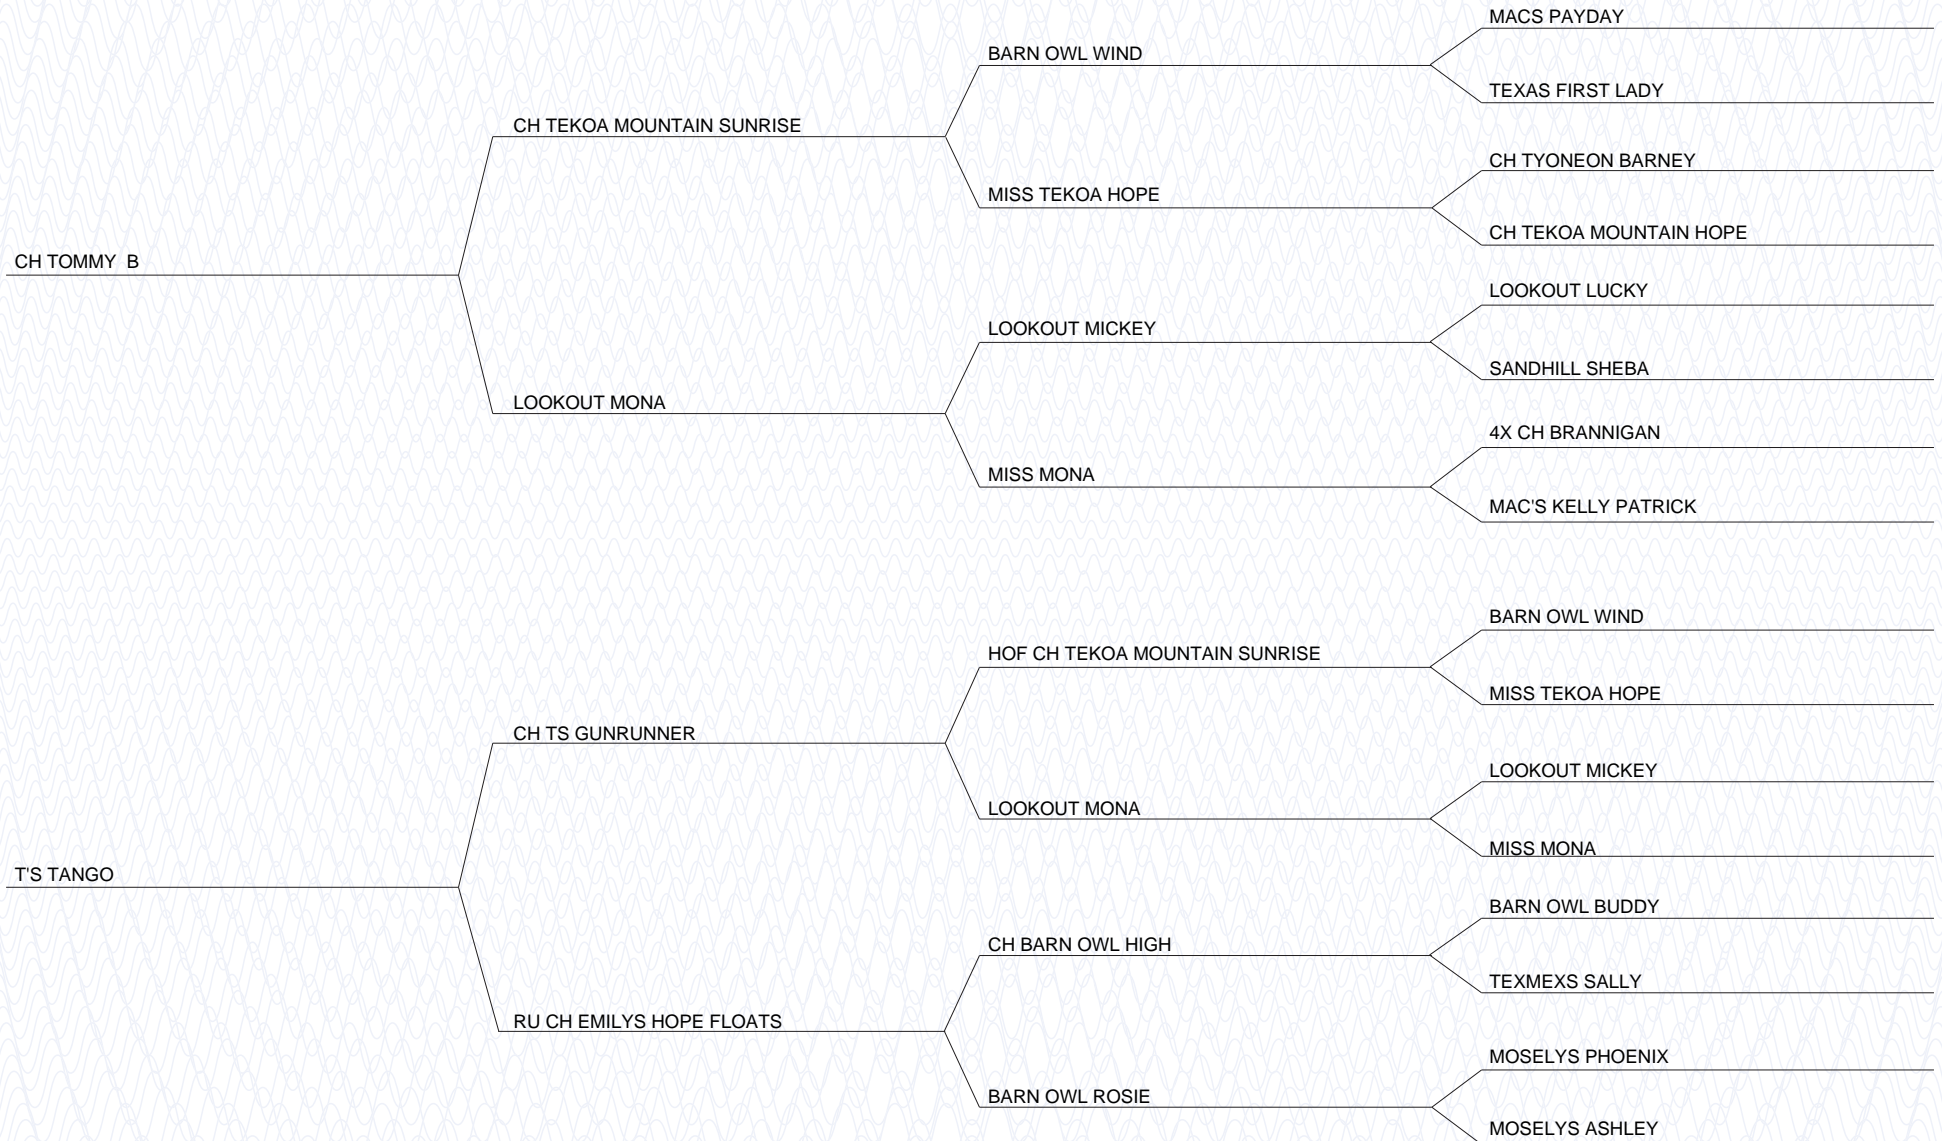 MACS PAYDAY
BARN OWL WIND
TEXAS FIRST LADY
CH TEKOA MOUNTAIN SUNRISE
CH TYONEON BARNEY
MISS TEKOA HOPE
CH TEKOA MOUNTAIN HOPE
CH TOMMY  B
LOOKOUT LUCKY
LOOKOUT MICKEY
SANDHILL SHEBA
LOOKOUT MONA
4X CH BRANNIGAN
MISS MONA
MAC'S KELLY PATRICK
BARN OWL WIND
HOF CH TEKOA MOUNTAIN SUNRISE
MISS TEKOA HOPE
CH TS GUNRUNNER
LOOKOUT MICKEY
LOOKOUT MONA
MISS MONA
T'S TANGO
BARN OWL BUDDY
CH BARN OWL HIGH
TEXMEXS SALLY
RU CH EMILYS HOPE FLOATS
MOSELYS PHOENIX
BARN OWL ROSIE
MOSELYS ASHLEY